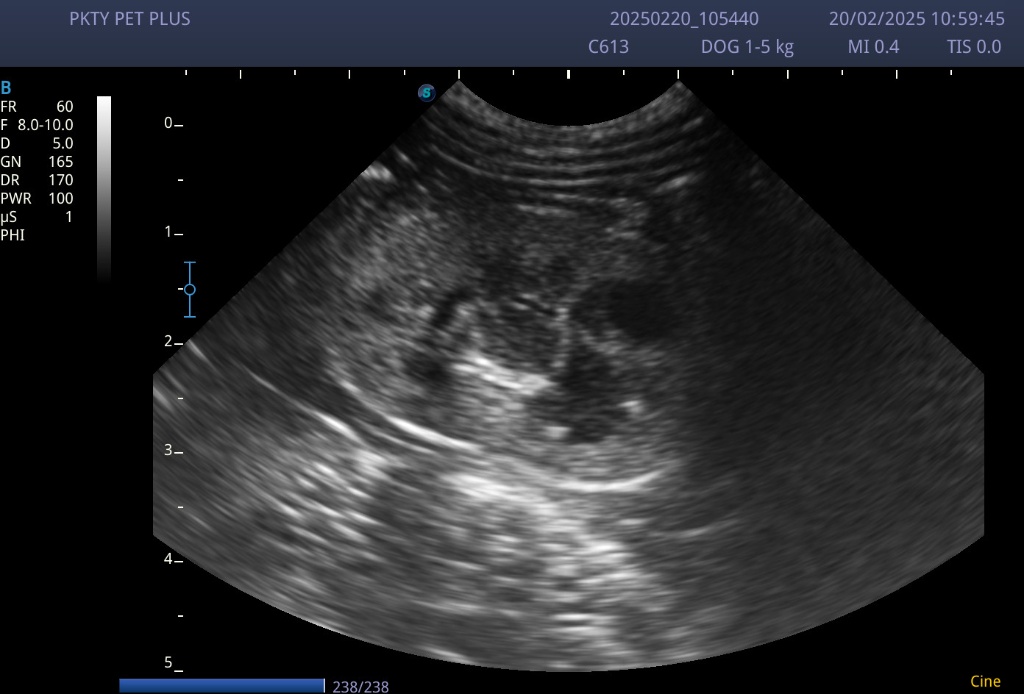 PKTY PET PLUS
20250220_105440
20/02/2025 10:59:45
C613
DOG 1-5 kg
MI 0.4
TIS 0.0
B
FR 60
F 8.0-10.0
D 5.0
GN 165
DR 170
PWR 100
µS 1
PHI
S
0
1
2
3
4
5
238/238
Cine